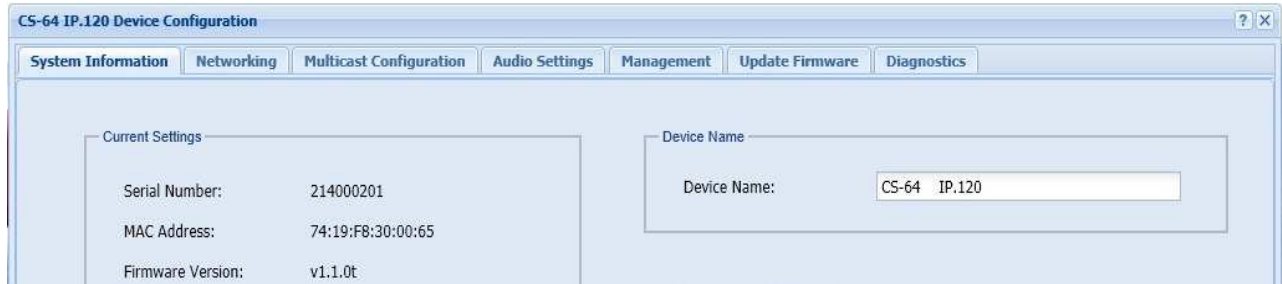 CS-64 IP.120 Device Configuration
System Information Networking Multicast Configuration Audio Settings Management Update Firmware Diagnostics
Current Settings
Serial Number: 214000201
MAC Address: 74:19:F8:30:00:65
Firmware Version: v1.1.0t
Device Name
Device Name: CS-64 IP.120